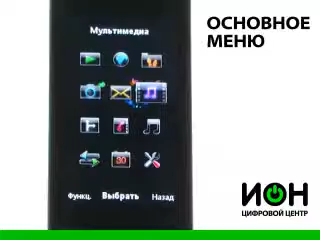 Мультимедиа
ОСНОВНОЕ
МЕНЮ
30
Функц. Выбрать Назад
ИОН
ЦИФРОВОЙ ЦЕНТР